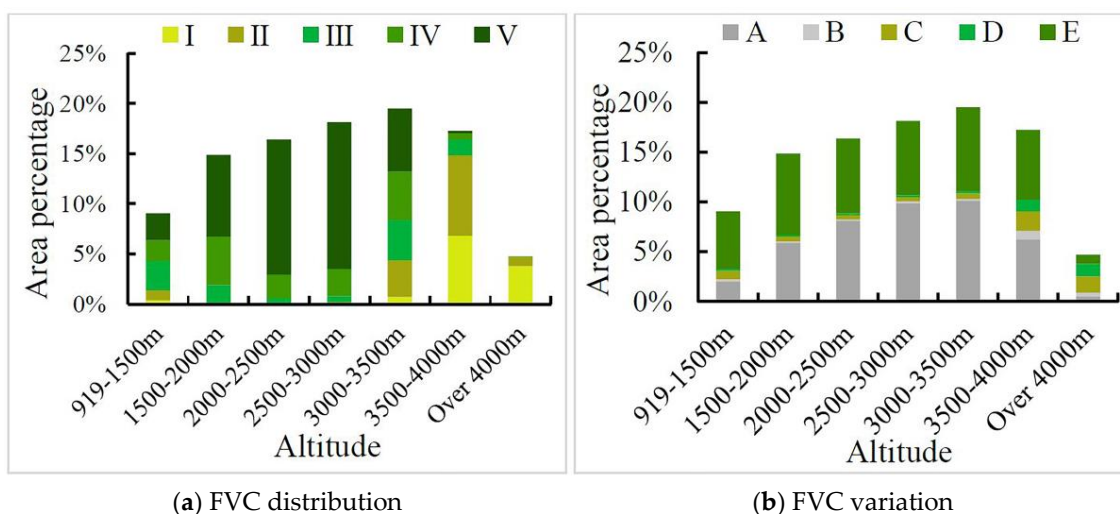 I II III IV V
25%
20%
15%
10%
5%
0%
Area percentage
919-1500m
1500-2000m
2000-2500m
2500-3000m
3000-3500m
3500-4000m
Over 4000m
Altitude
(a) FVC distribution
A B C D E
25%
20%
15%
10%
5%
0%
Area percentage
919-1500m
1500-2000m
2000-2500m
2500-3000m
3000-3500m
3500-4000m
Over 4000m
Altitude
(b) FVC variation